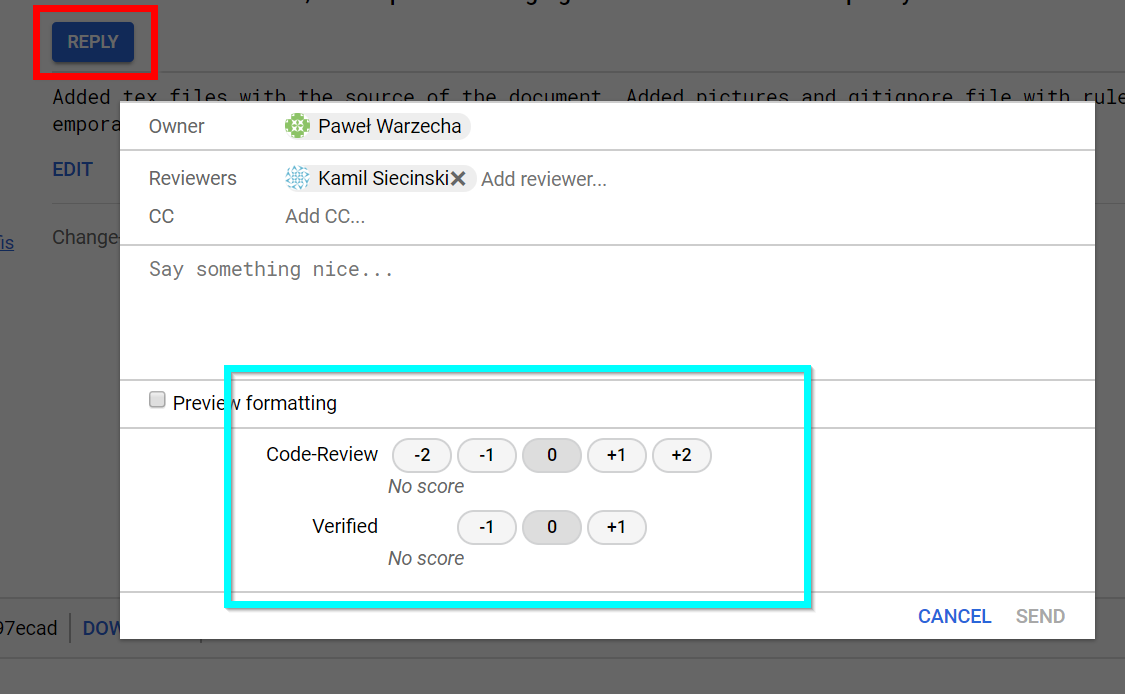 REPLY
Added tex files with the source of the document. Added pictures and gitignore file with rule
empora
EDIT
is
Change-
Owner Paweł Warzecha
Reviewers Kamil Siecinski Add reviewer...
CC Add CC...
Say something nice...
Preview formatting
Code-Review -2 -1 0 +1 +2
No score
Verified -1 0 +1
No score
CANCEL SEND
97ecad DOW